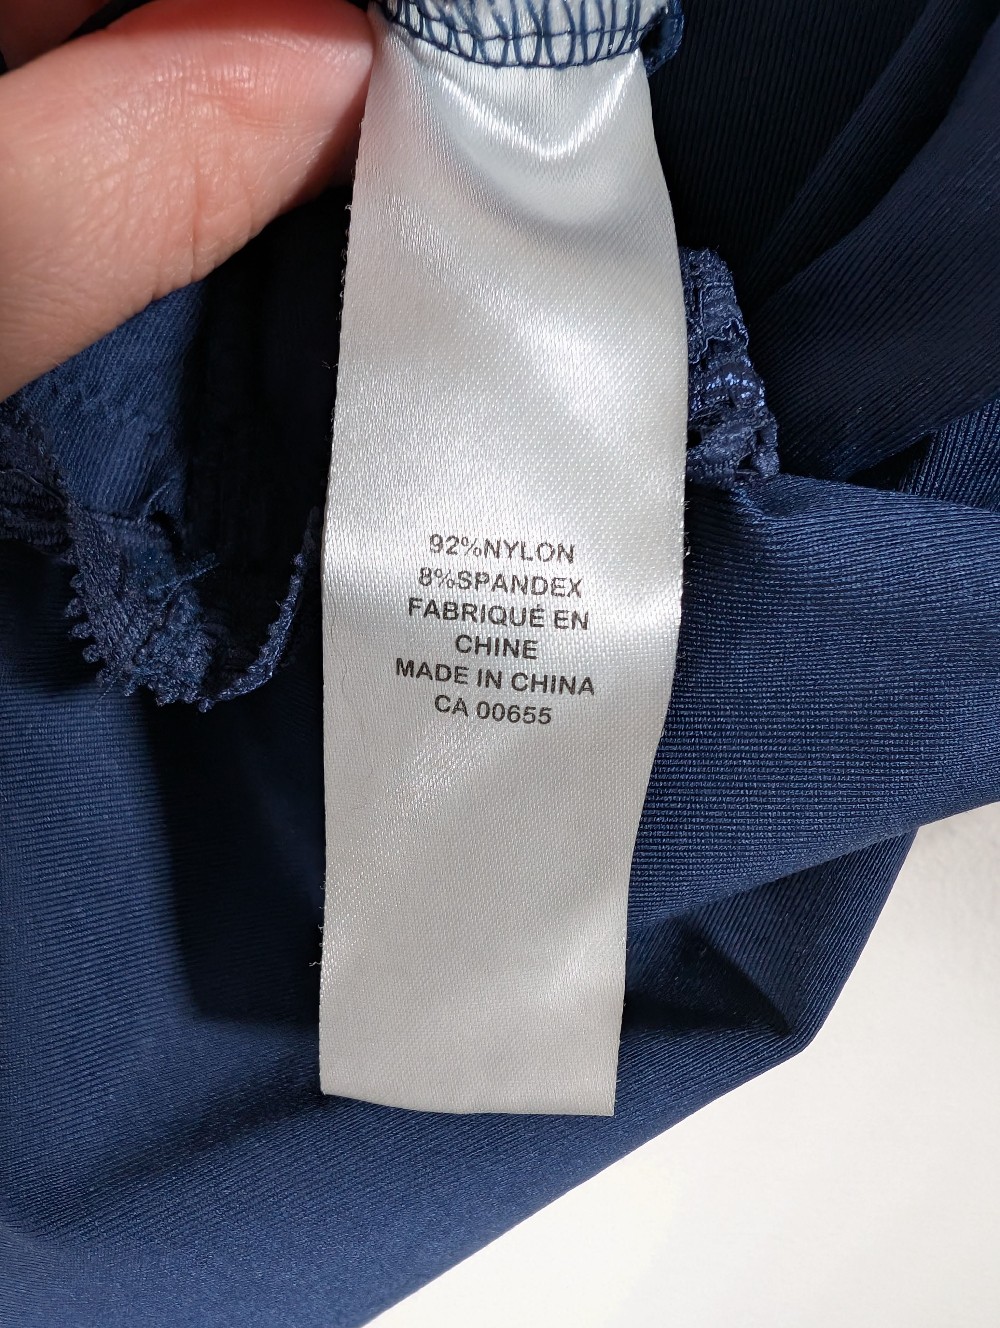 92%NYLON
8%SPANDEX
FABRIQUÉ EN
CHINE
MADE IN CHINA
CA 00655